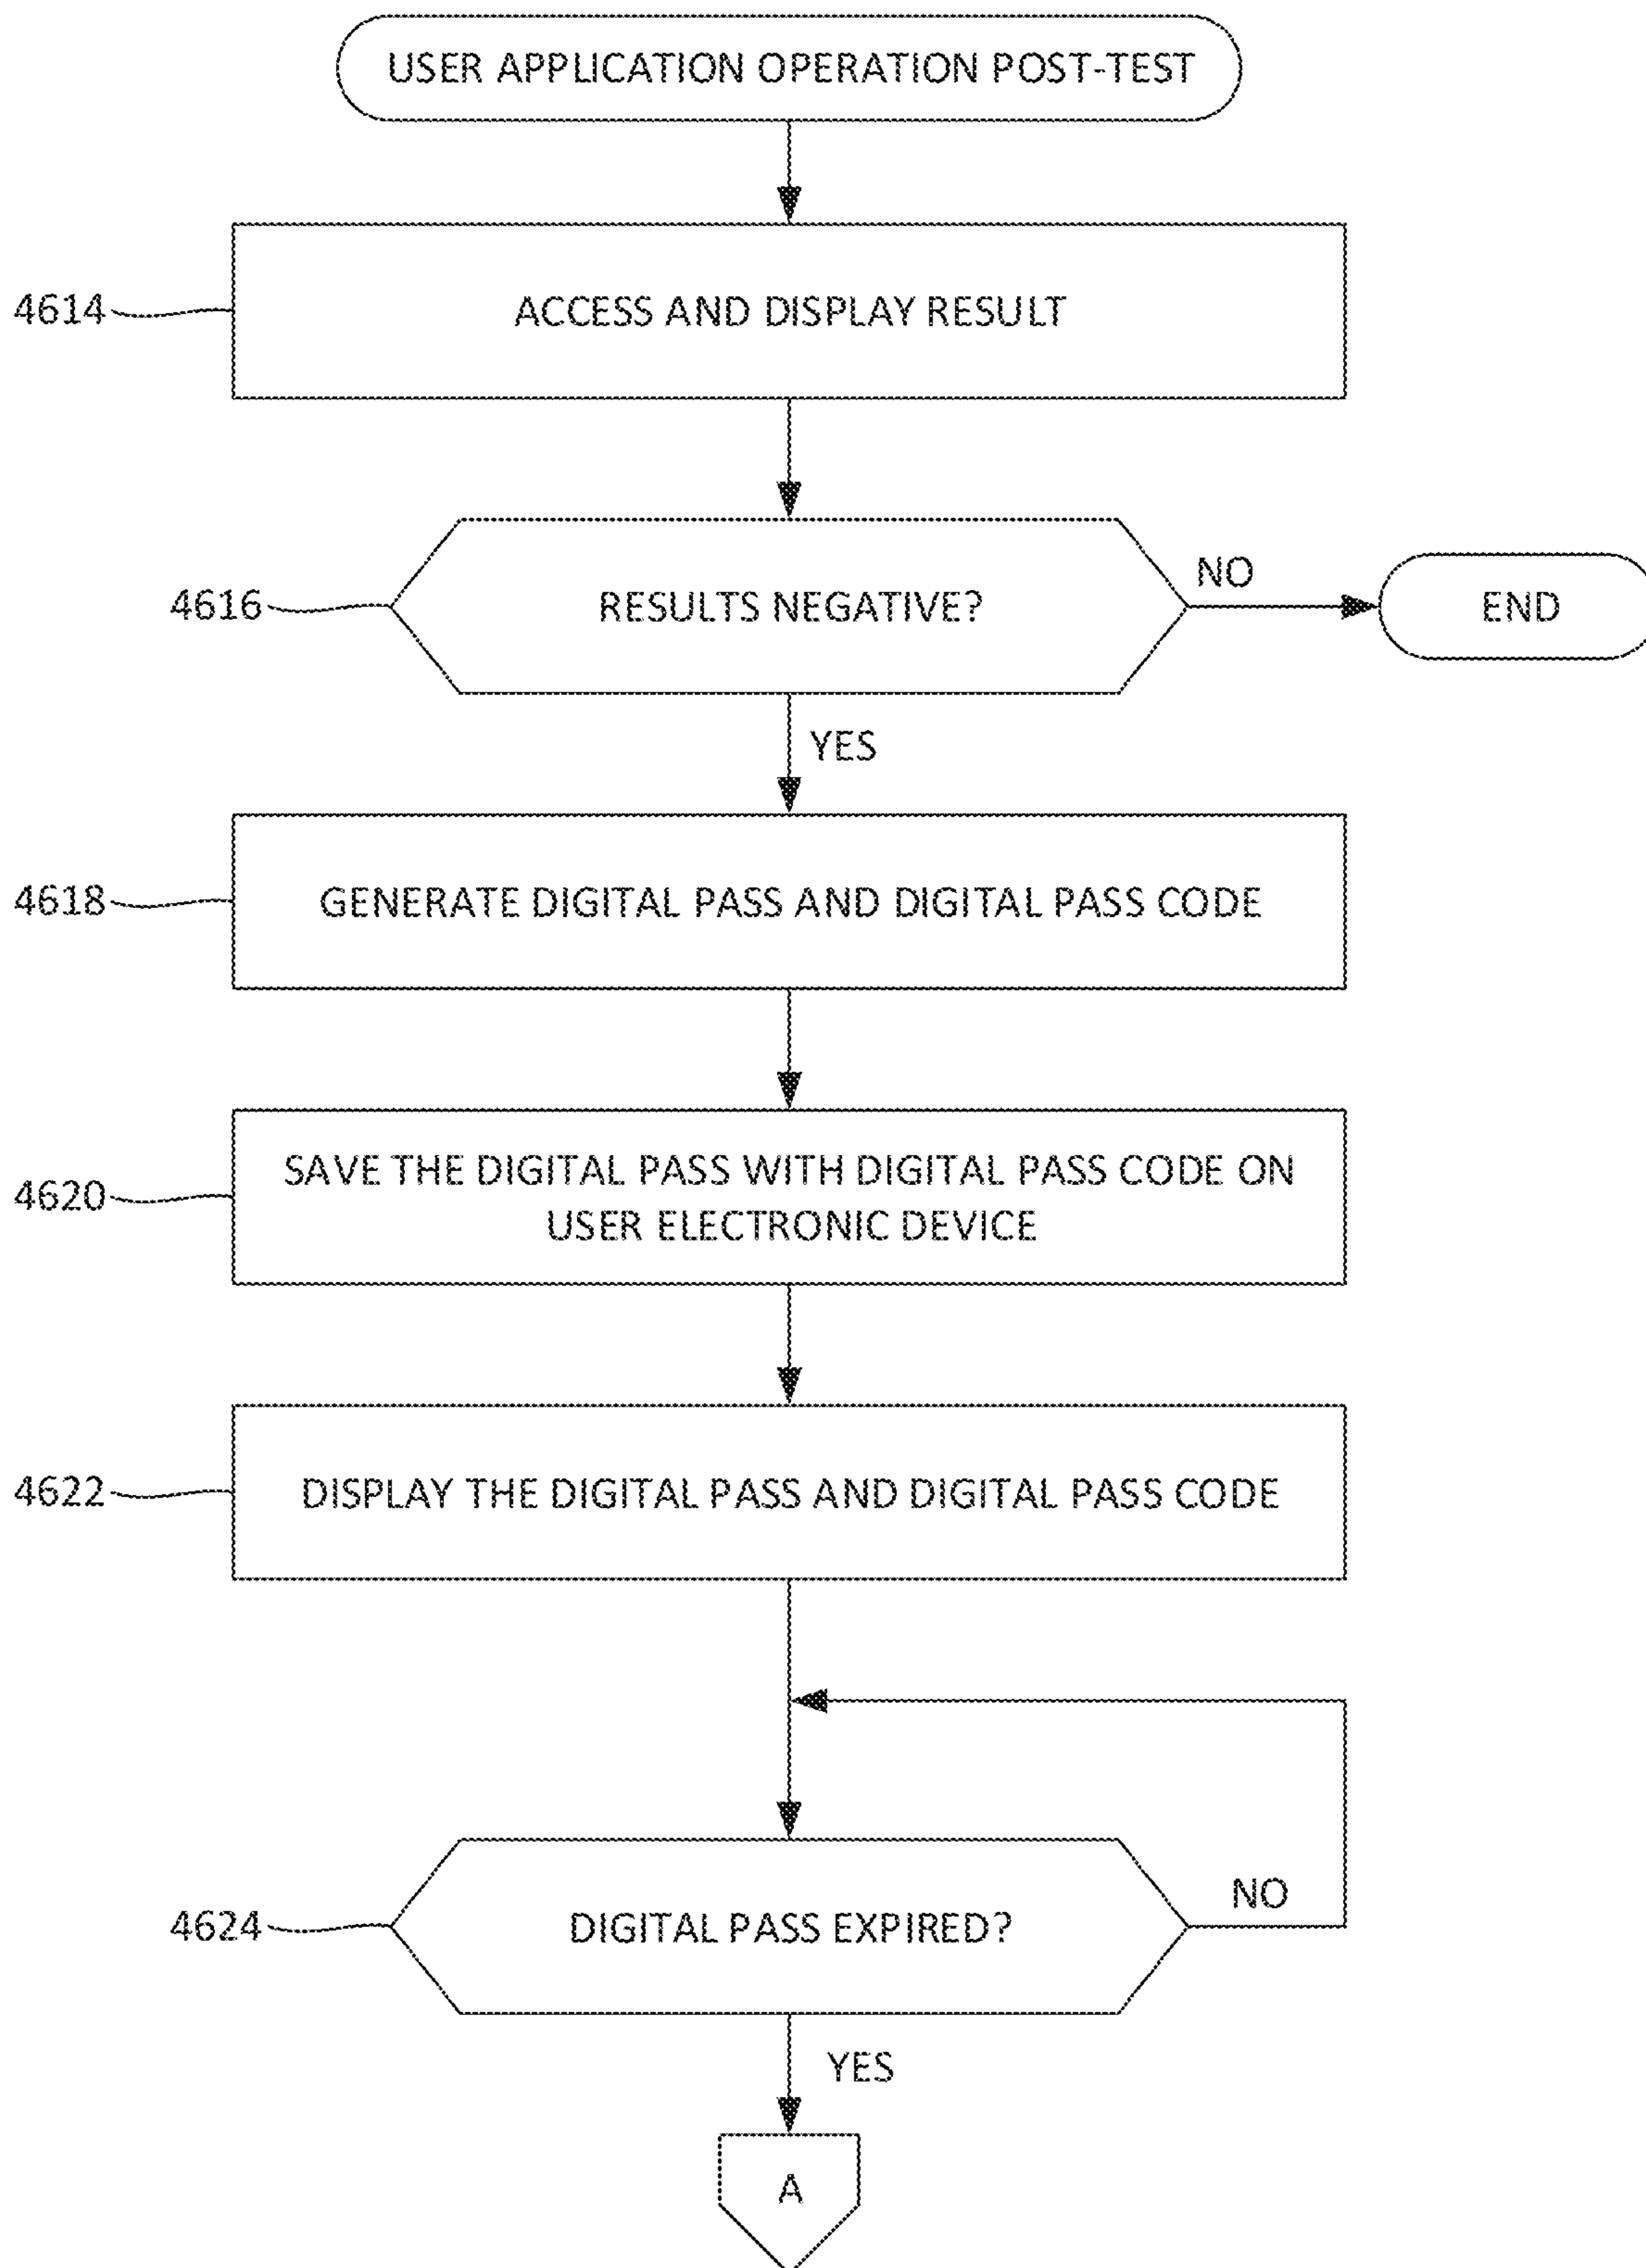 USER APPLICATION OPERATION POST-TEST
4614
ACCESS AND DISPLAY RESULT
4616
RESULTS NEGATIVE?
NO
END
YES
4618
GENERATE DIGITAL PASS AND DIGITAL PASS CODE
4620
SAVE THE DIGITAL PASS WITH DIGITAL PASS CODE ON
USER ELECTRONIC DEVICE
4622
DISPLAY THE DIGITAL PASS AND DIGITAL PASS CODE
4624
DIGITAL PASS EXPIRED?
NO
YES
A